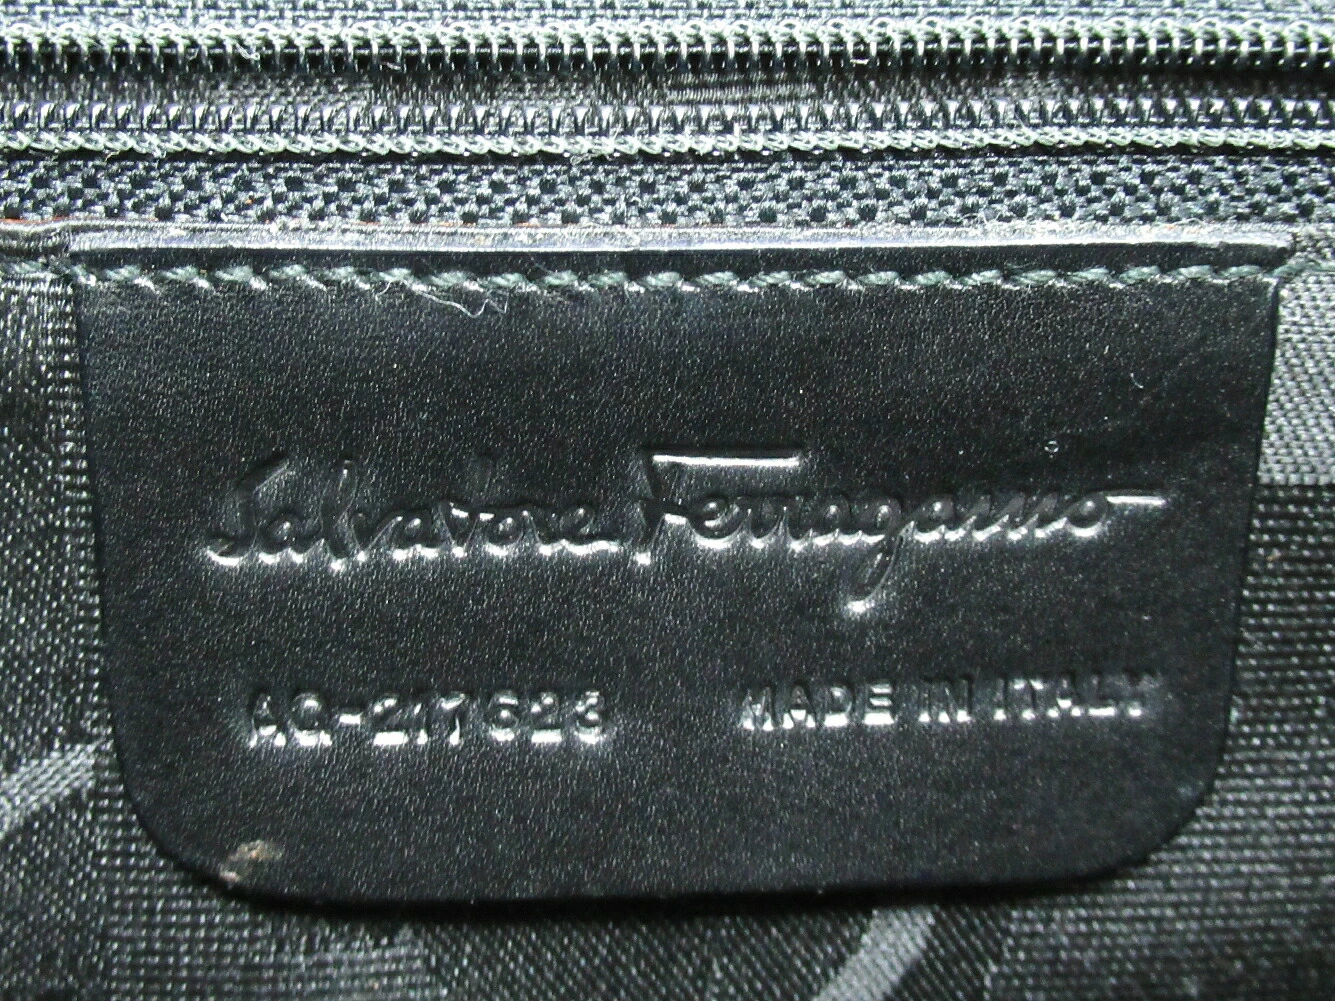 Salvatore Ferragamo
AQ-217623 MADE IN ITALY